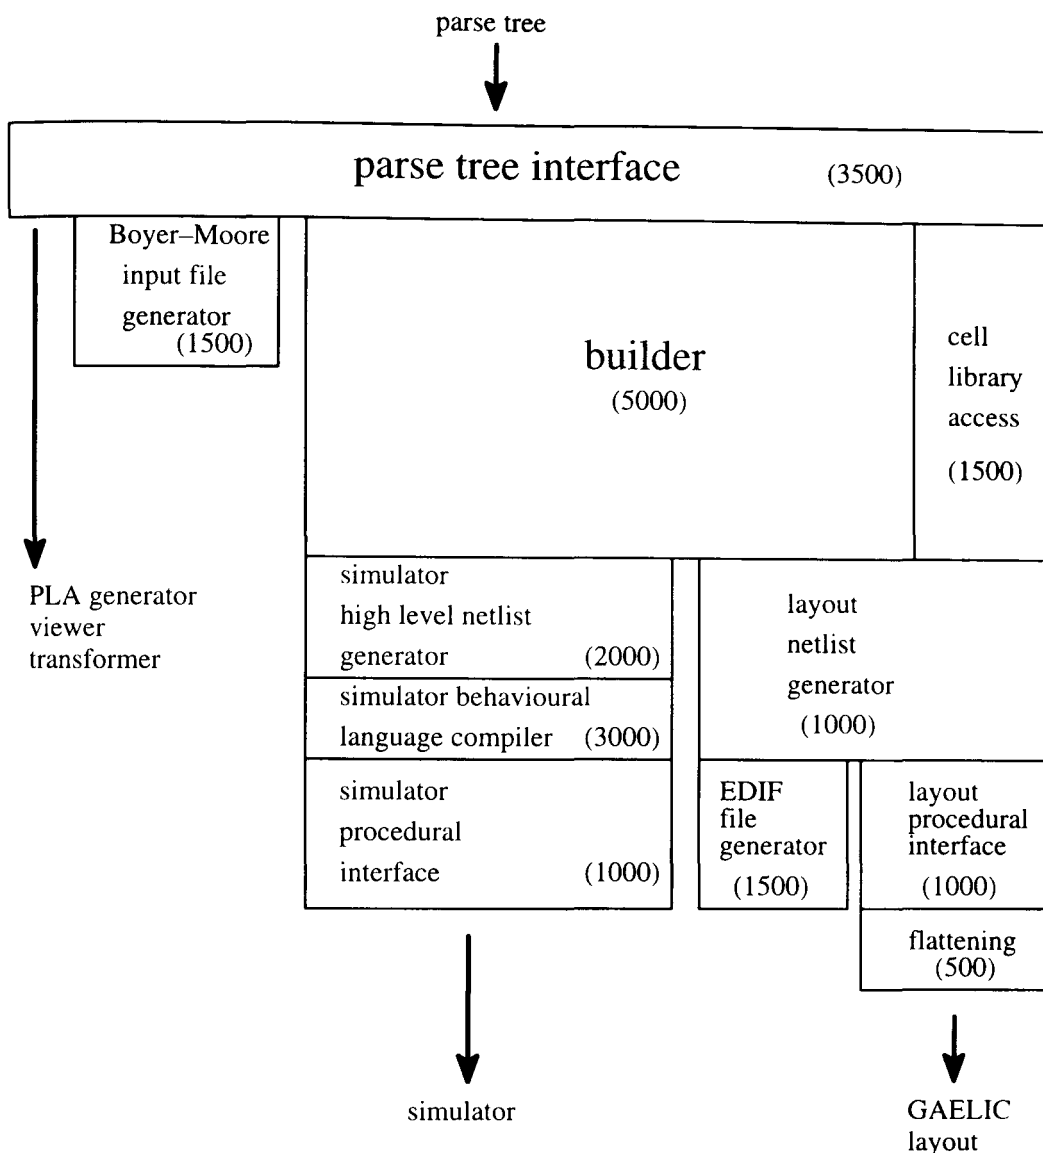 parse tree
parse tree interface (3500)
Boyer–Moore
input file
generator
(1500)
builder
(5000)
cell
library
access
(1500)
PLA generator
viewer
transformer
simulator
high level netlist
generator (2000)
simulator behavioural
language compiler (3000)
simulator
procedural
interface (1000)
layout
netlist
generator
(1000)
EDIF
file
generator
(1500)
layout
procedural
interface
(1000)
flattening
(500)
simulator
GAELIC
layout